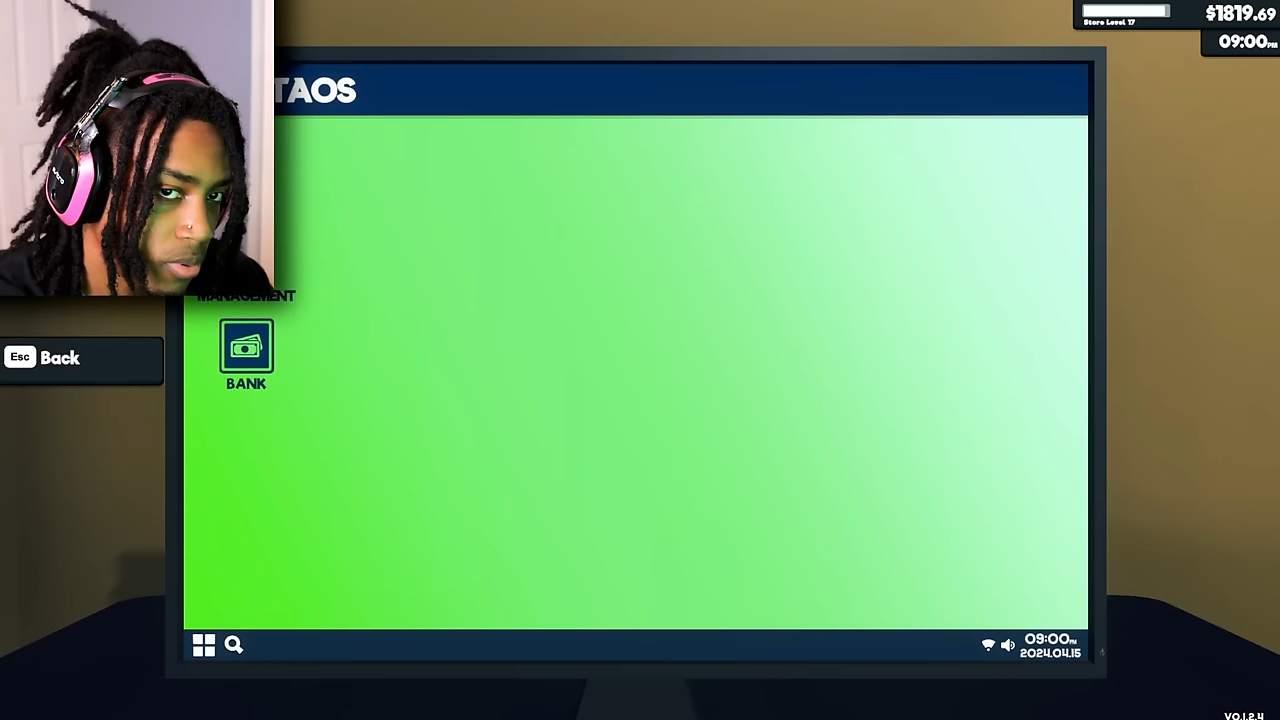 $1819.69
Store Level 17
09:00PM
TAOS
MANAGEMENT
Esc Back
BANK
09:00PM
2024.04.15
V0.1.2.4